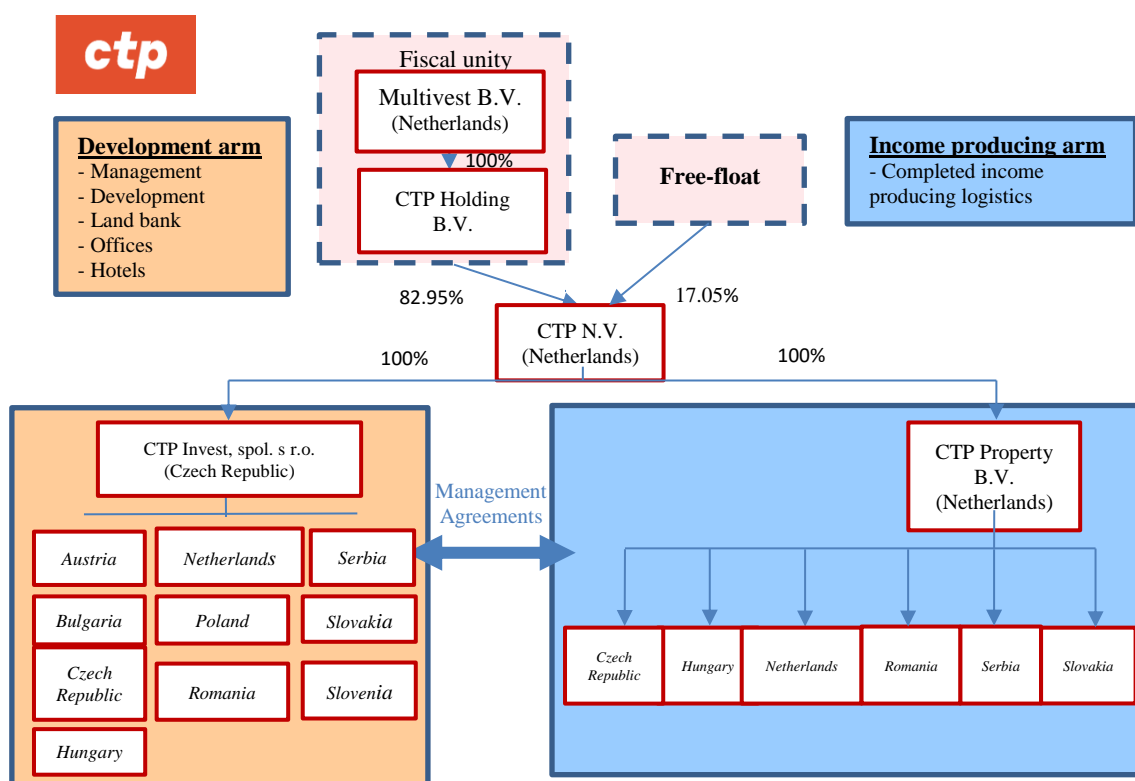 ctp
Fiscal unity
Multivest B.V.
(Netherlands)
100%
CTP Holding
B.V.
Free-float
Development arm
- Management
- Development
- Land bank
- Offices
- Hotels
Income producing arm
- Completed income
producing logistics
82.95%
17.05%
CTP N.V.
(Netherlands)
100%
100%
CTP Invest, spol. s r.o.
(Czech Republic)
CTP Property
B.V.
(Netherlands)
Management
Agreements
Austria
Netherlands
Serbia
Bulgaria
Poland
Slovakia
Czech
Republic
Romania
Slovenia
Hungary
Czech
Republic
Hungary
Netherlands
Romania
Serbia
Slovakia